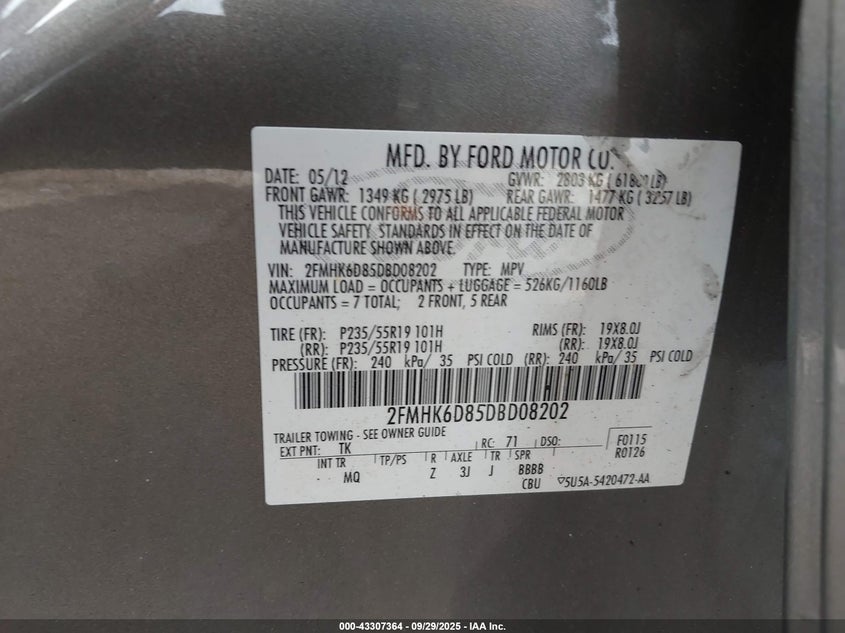 MFD. BY FORD MOTOR CO.
DATE: 05/12 GVWR: 2803 KG ( 6180 LB)
FRONT GAWR: 1349 KG ( 2975 LB) REAR GAWR: 1477 KG ( 3257 LB)
THIS VEHICLE CONFORMS TO ALL APPLICABLE FEDERAL MOTOR
VEHICLE SAFETY STANDARDS IN EFFECT ON THE DATE OF
MANUFACTURE SHOWN ABOVE.
VIN: 2FMHK6D85DBD08202 TYPE: MPV
MAXIMUM LOAD = OCCUPANTS + LUGGAGE = 526KG/1160LB
OCCUPANTS = 7 TOTAL; 2 FRONT, 5 REAR
TIRE (FR): P235/55R19 101H RIMS (FR): 19X8.0J
(RR): P235/55R19 101H (RR): 19X8.0J
PRESSURE (FR): 240 kPa/ 35 PSI COLD (RR): 240 kPa/ 35 PSI COLD
2FMHK6D85DBD08202
TRAILER TOWING - SEE OWNER GUIDE
EXT PNT: TK RC: 71 DSO: F0115
R0126
INT TR TP/PS R AXLE TR SPR
MQ Z 3J J BBBB
CBU 5U5A-5420472-AA
000-43307364 | 09/29/2025 - IAA Inc.